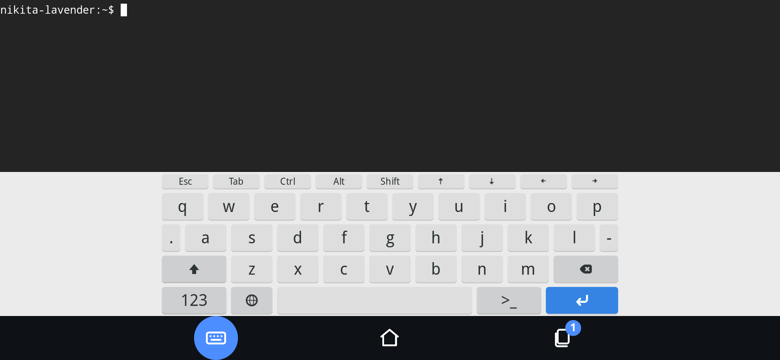 nikita-lavender:~$
Esc Tab Ctrl Alt Shift ↑ ↓ ← →
q w e r t y u i o p
. a s d f g h j k l -
z x c v b n m
123 >_
1